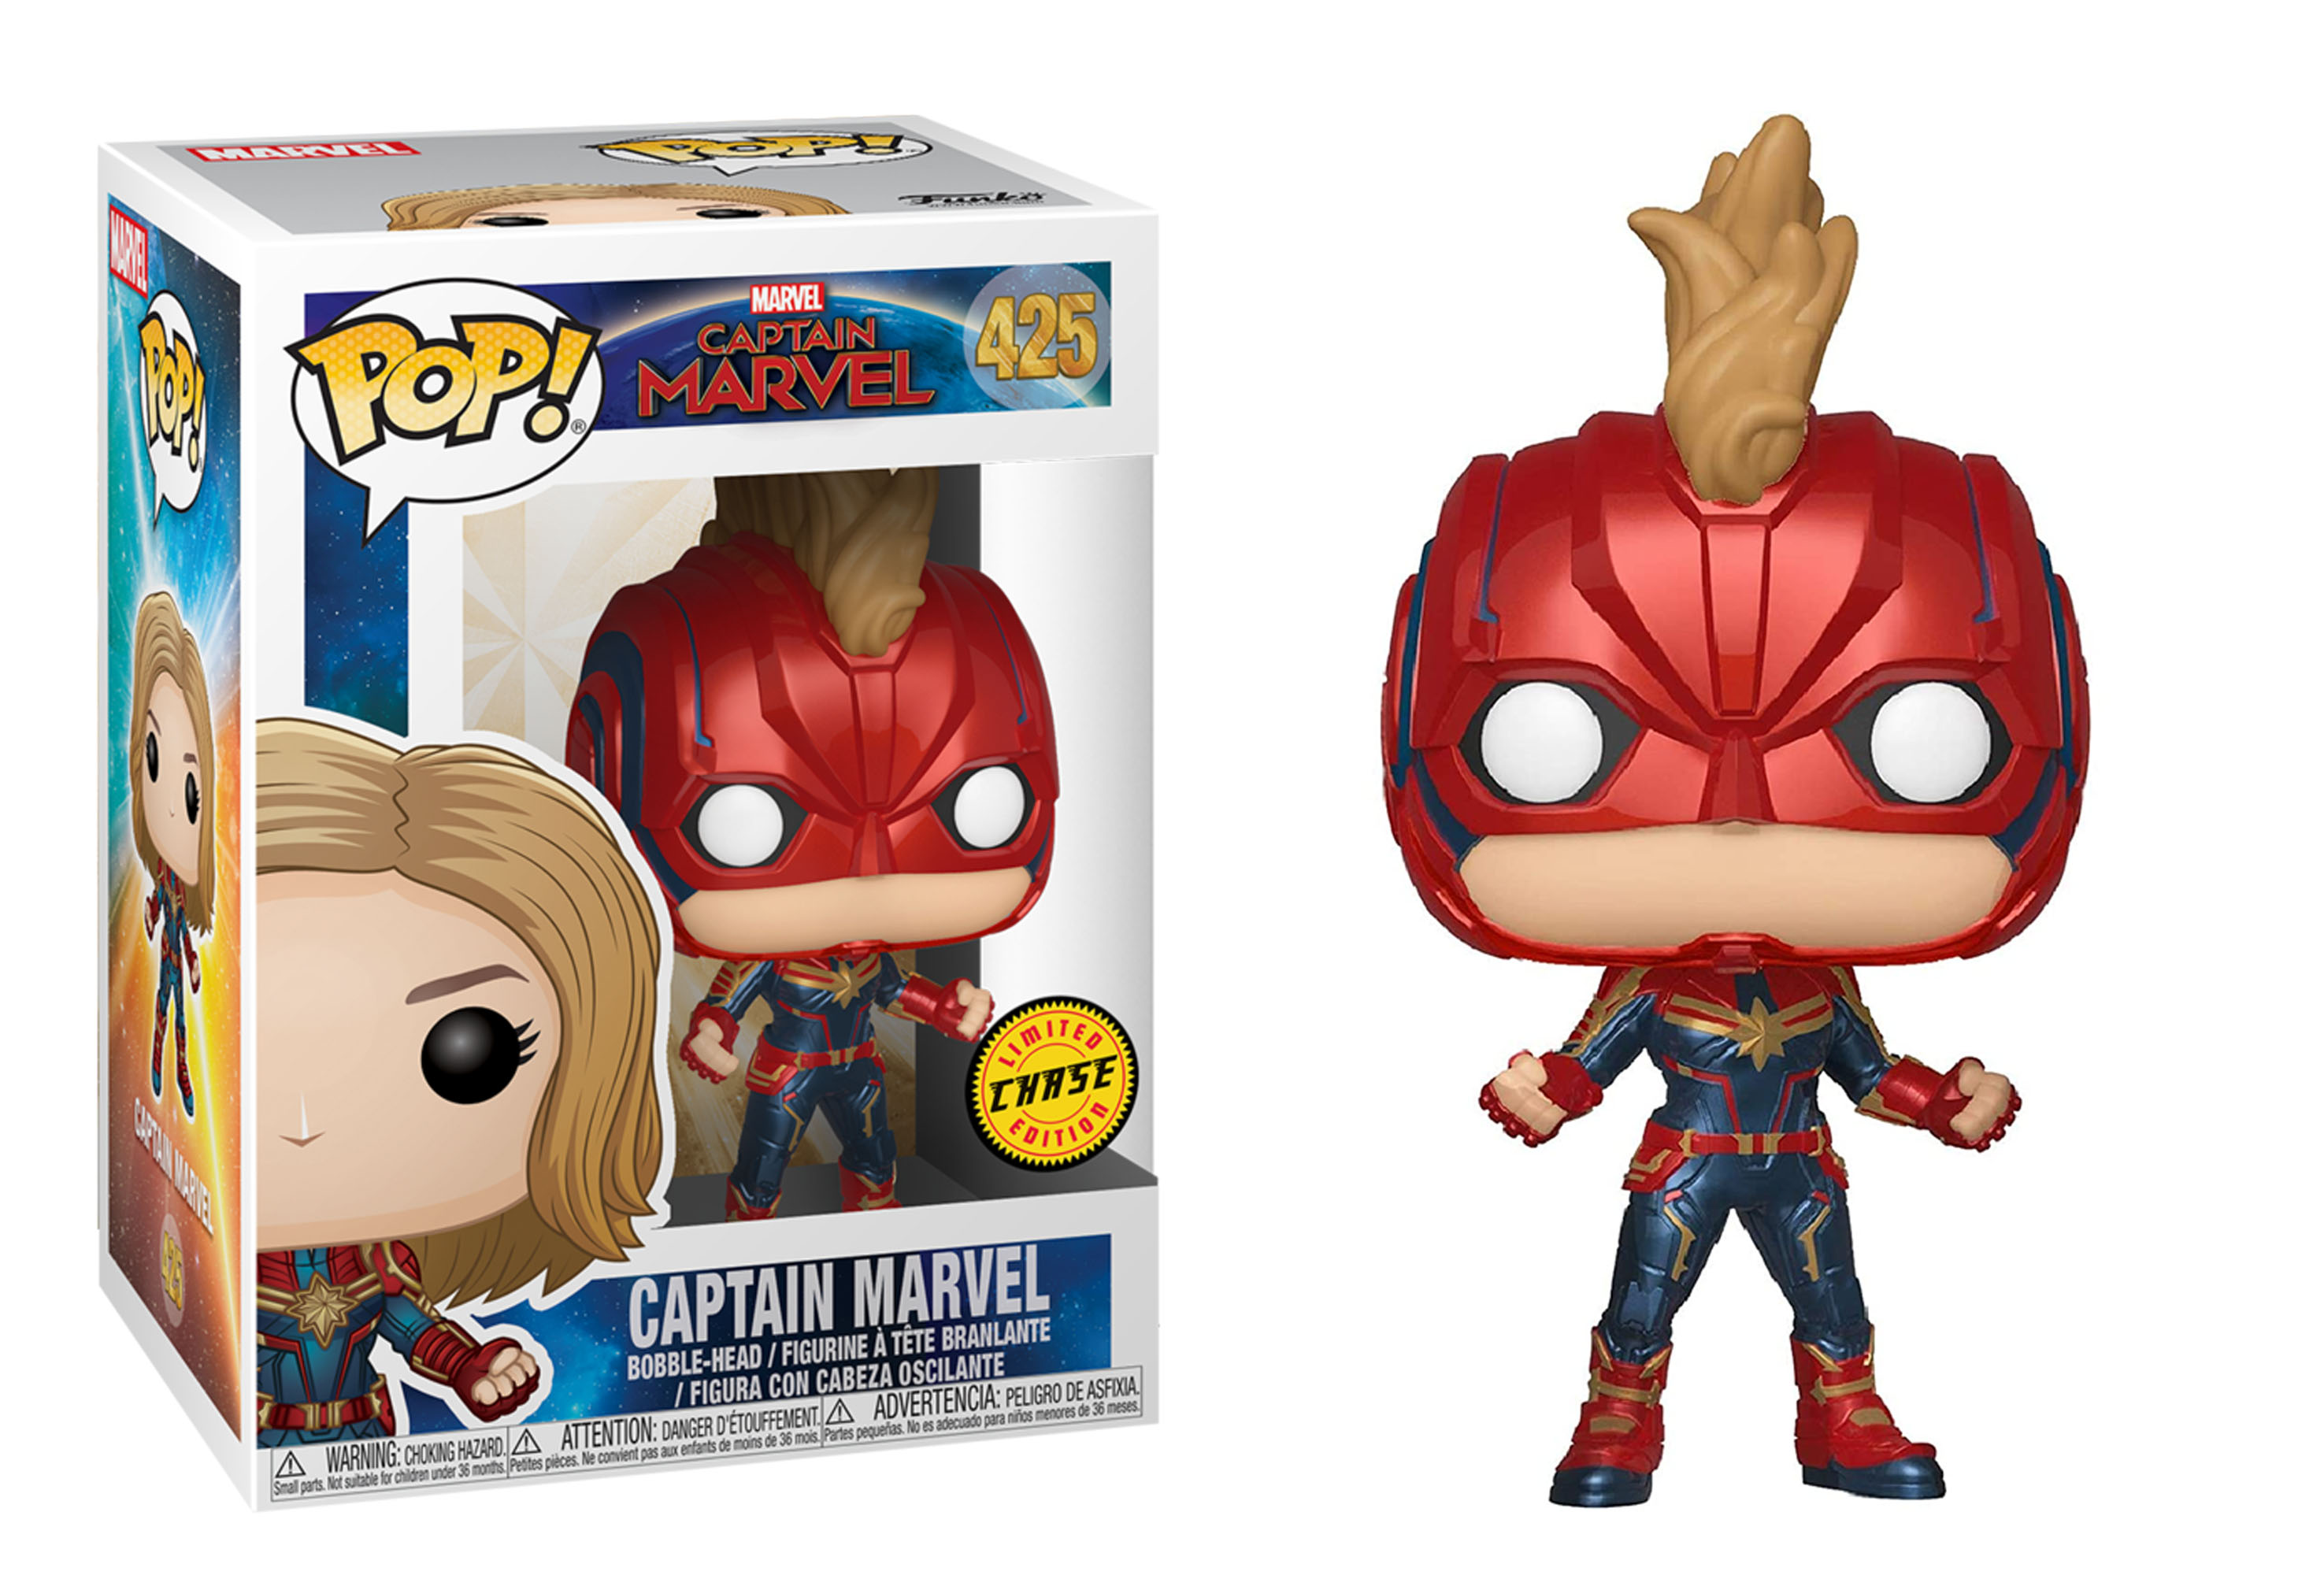 MARVEL
POP!
Funko
MARVEL
POP!
CAPTAIN MARVEL
425
POP!®
MARVEL
CAPTAIN
MARVEL
425
LIMITED
CHASE
EDITION
CAPTAIN MARVEL
BOBBLE-HEAD / FIGURINE À TÊTE BRANLANTE
/ FIGURA CON CABEZA OSCILANTE
WARNING: CHOKING HAZARD.
Small parts. Not suitable for children under 36 months.
ATTENTION: DANGER D'ÉTOUFFEMENT.
Petites pièces. Ne convient pas aux enfants de moins de 36 mois.
ADVERTENCIA: PELIGRO DE ASFIXIA.
Partes pequeñas. No es adecuado para niños menores de 36 meses.